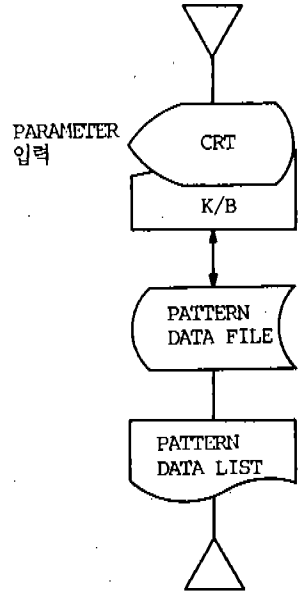 PARAMETER
입력
CRT
K/B
PATTERN
DATA FILE
PATTERN
DATA LIST